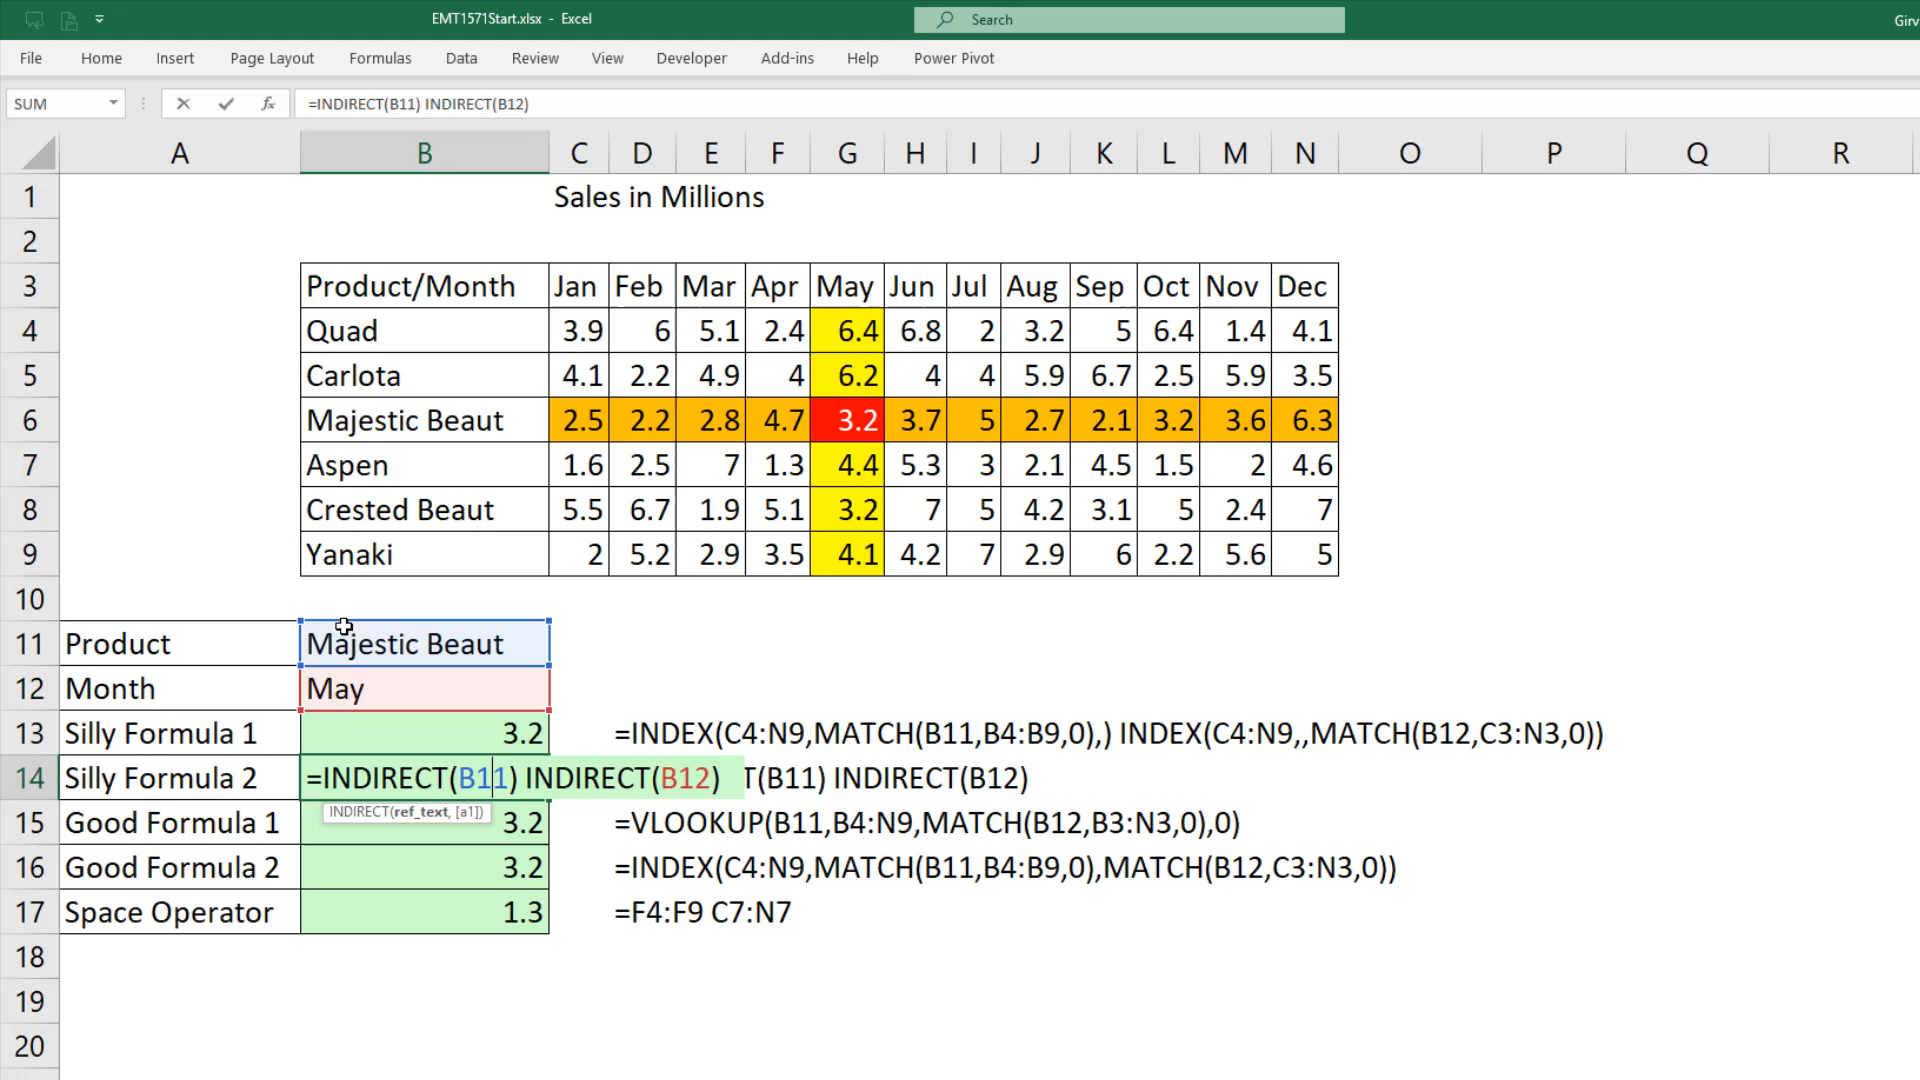 EMT1571Start.xlsx - Excel
Search
Girv
File Home Insert Page Layout Formulas Data Review View Developer Add-ins Help Power Pivot
SUM fx =INDIRECT(B11) INDIRECT(B12)
A B C D E F G H I J K L M N O P Q R
1 Sales in Millions
2
3 Product/Month Jan Feb Mar Apr May Jun Jul Aug Sep Oct Nov Dec
4 Quad 3.9 6 5.1 2.4 6.4 6.8 2 3.2 5 6.4 1.4 4.1
5 Carlota 4.1 2.2 4.9 4 6.2 4 4 5.9 6.7 2.5 5.9 3.5
6 Majestic Beaut 2.5 2.2 2.8 4.7 3.2 3.7 5 2.7 2.1 3.2 3.6 6.3
7 Aspen 1.6 2.5 7 1.3 4.4 5.3 3 2.1 4.5 1.5 2 4.6
8 Crested Beaut 5.5 6.7 1.9 5.1 3.2 7 5 4.2 3.1 5 2.4 7
9 Yanaki 2 5.2 2.9 3.5 4.1 4.2 7 2.9 6 2.2 5.6 5
10
11 Product Majestic Beaut
12 Month May
13 Silly Formula 1 3.2 =INDEX(C4:N9,MATCH(B11,B4:B9,0),) INDEX(C4:N9,,MATCH(B12,C3:N3,0))
14 Silly Formula 2 =INDIRECT(B11) INDIRECT(B12) T(B11) INDIRECT(B12)
INDIRECT(ref_text, [a1])
15 Good Formula 1 3.2 =VLOOKUP(B11,B4:N9,MATCH(B12,B3:N3,0),0)
16 Good Formula 2 3.2 =INDEX(C4:N9,MATCH(B11,B4:B9,0),MATCH(B12,C3:N3,0))
17 Space Operator 1.3 =F4:F9 C7:N7
18
19
20